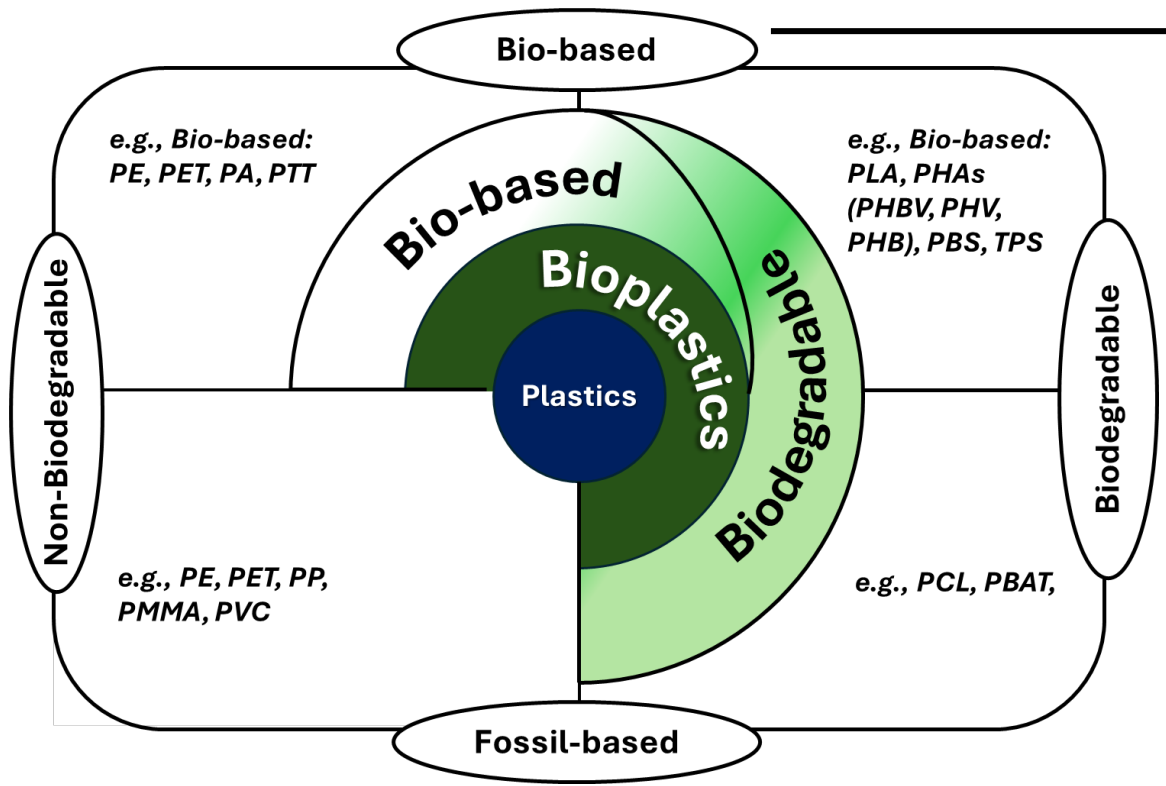 Bio-based
e.g., Bio-based:
PE, PET, PA, PTT
e.g., Bio-based:
PLA, PHAs
(PHBV, PHV,
PHB), PBS, TPS
Bio-based
Bioplastics
Biodegradable
Plastics
Non-Biodegradable
Biodegradable
e.g., PE, PET, PP,
PMMA, PVC
e.g., PCL, PBAT,
Fossil-based